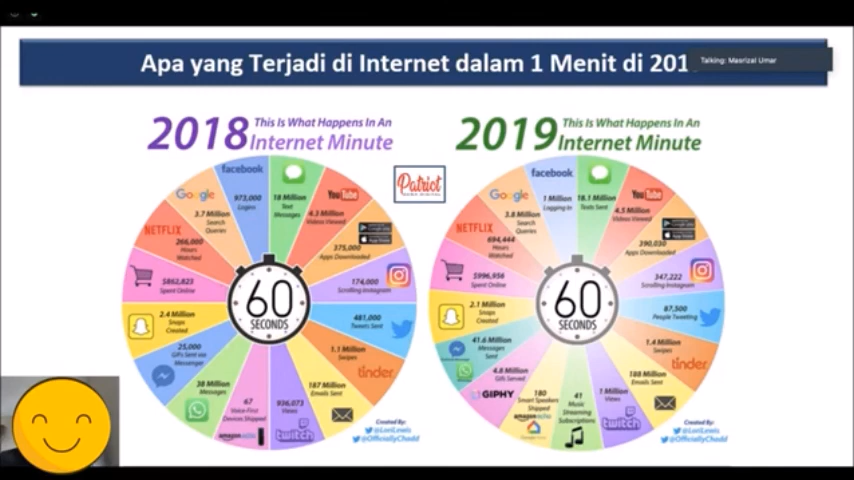 Talking: Masrizal Umar
Apa yang Terjadi di Internet dalam 1 Menit di 201
2018 This Is What Happens In An
Internet Minute
facebook
973,000
Logins
18 Million
Text
Messages
YouTube
4.3 Million
Videos Viewed
Google Play
App Store
375,000
Apps Downloaded
174,000
Scrolling Instagram
481,000
Tweets Sent
1.1 Million
Swipes
tinder
187 Million
Emails Sent
936,073
Views
twitch
67
Voice-First
Devices Shipped
amazon echo
38 Million
Messages
25,000
GIFs Sent via
Messenger
2.4 Million
Snaps
Created
$862,823
Spent Online
NETFLIX
266,000
Hours
Watched
Google
3.7 Million
Search
Queries
60
SECONDS
Created By:
@LoriLewis
@OfficiallyChadd
Patriot
2019 This Is What Happens In An
Internet Minute
facebook
1 Million
Logging In
18.1 Million
Texts Sent
YouTube
4.5 Million
Videos Viewed
Google Play
App Store
390,030
Apps Downloaded
347,222
Scrolling Instagram
87,500
People Tweeting
1.4 Million
Swipes
tinder
188 Million
Emails Sent
1 Million
Views
twitch
41
Music
Streaming
Subscriptions
180
Smart Speakers
Shipped
amazon echo
4.8 Million
Gifs Served
GIPHY
41.6 Million
Messages
Sent
2.1 Million
Snaps
Created
$996,956
Spent Online
NETFLIX
694,444
Hours
Watched
Google
3.8 Million
Search
Queries
60
SECONDS
Created By:
@LoriLewis
@OfficiallyChadd